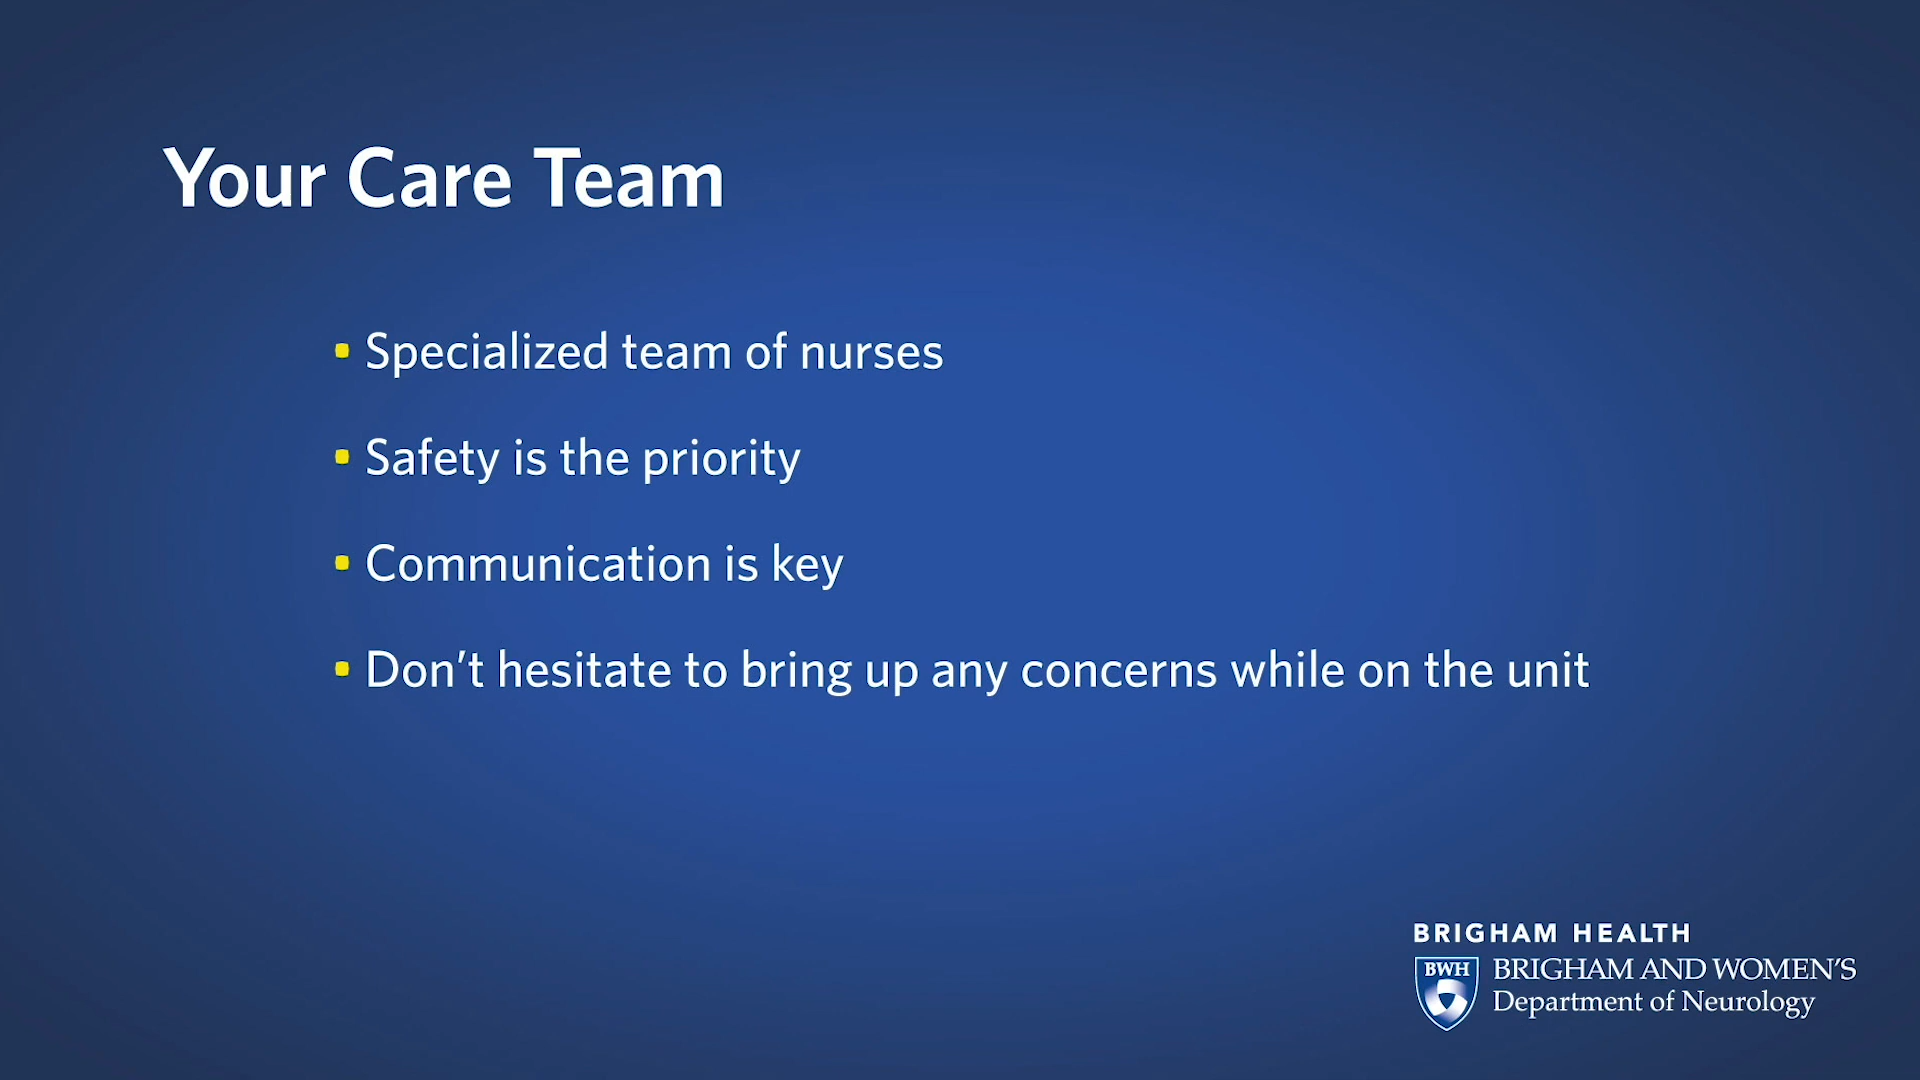 Your Care Team
Specialized team of nurses
Safety is the priority
Communication is key
Don’t hesitate to bring up any concerns while on the unit
BRIGHAM HEALTH
BWH
BRIGHAM AND WOMEN’S
Department of Neurology